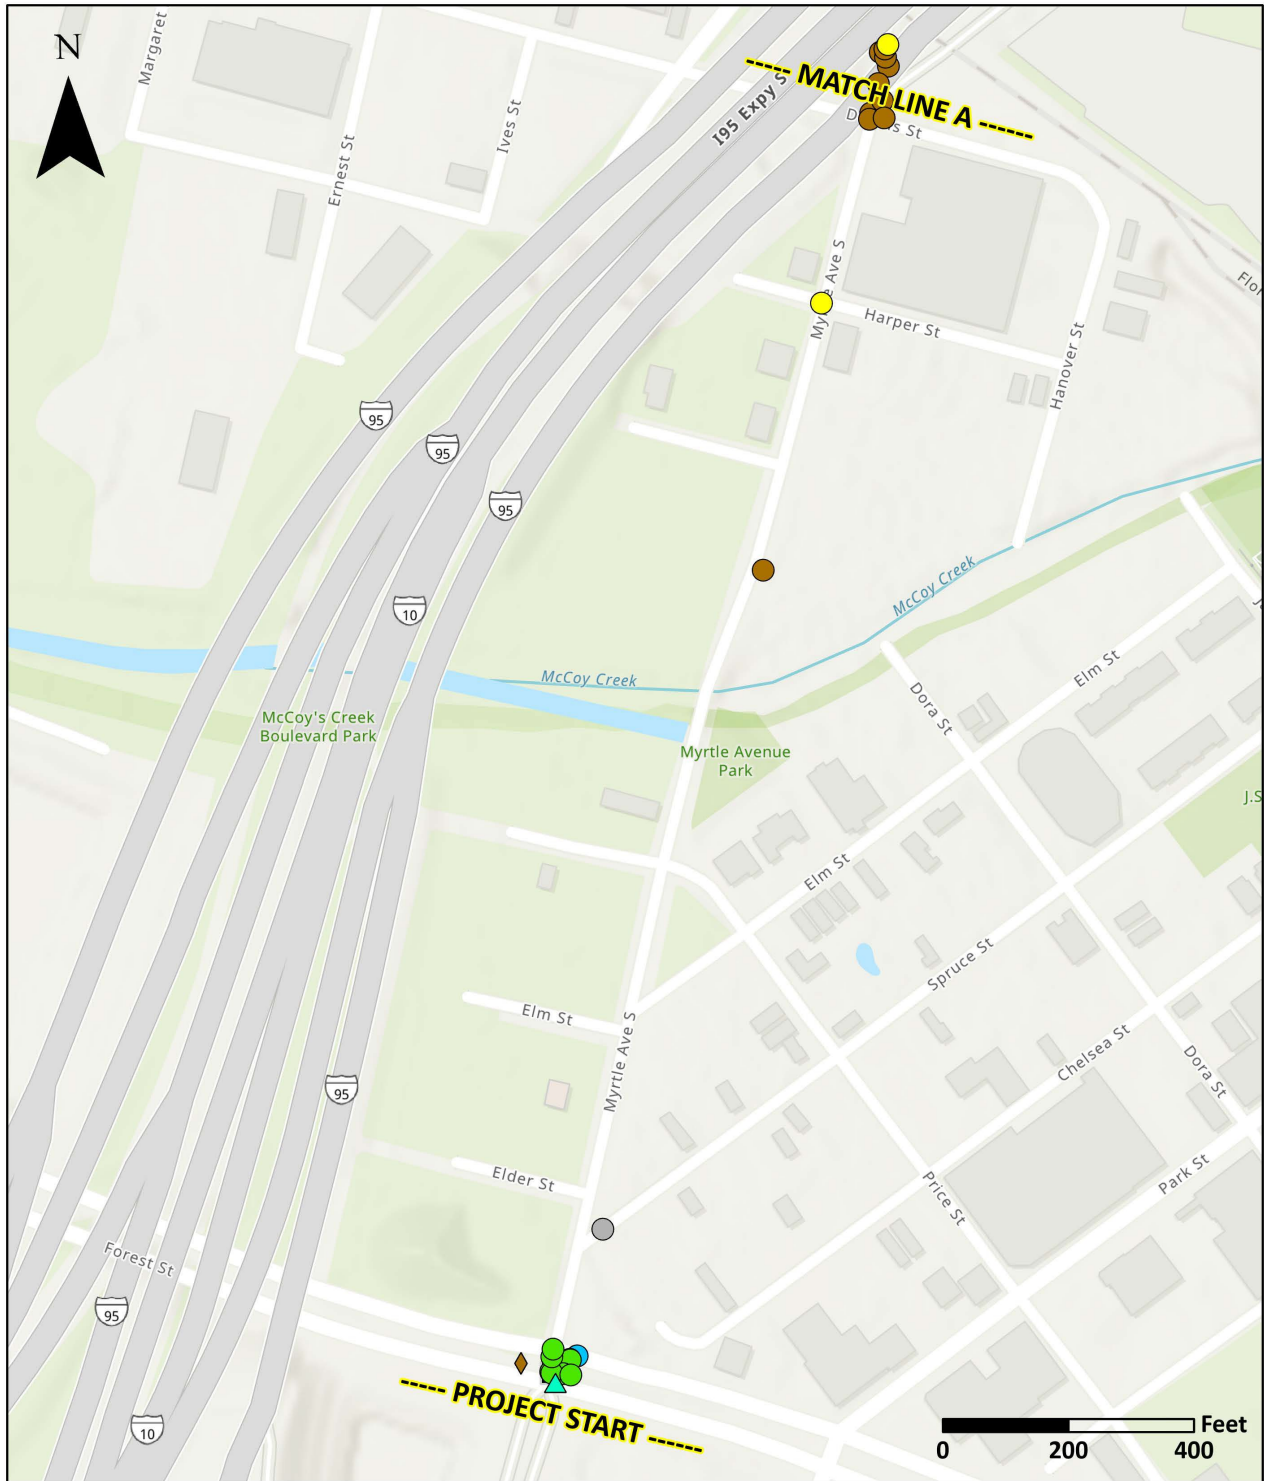 N
Margaret
Ernest St
Ives St
I95 Expy S
----- MATCH LINE A ------
Myrtle Ave S
Harper St
Hanover St
95
95
95
10
McCoy Creek
McCoy Creek
McCoy's Creek
Boulevard Park
Myrtle Avenue
Park
Dora St
Elm St
J.S
Elm St
Spruce St
Elm St
Myrtle Ave S
Chelsea St
Dora St
95
Elder St
Price St
Park St
Forest St
95
10
----- PROJECT START ------
Feet
0 200 400